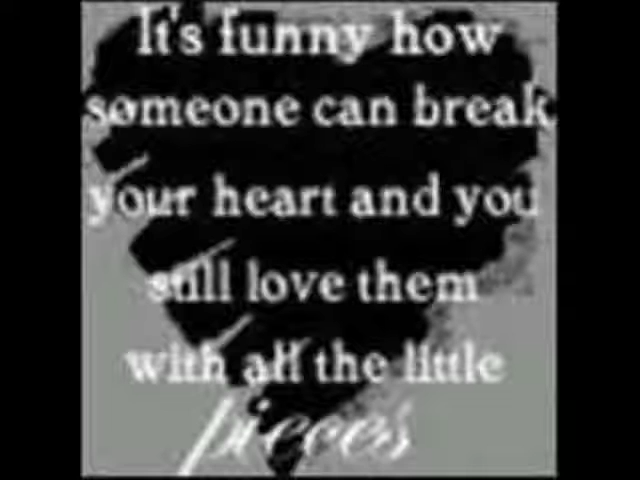 It's funny how
someone can break
your heart and you
still love them
with all the little
pieces